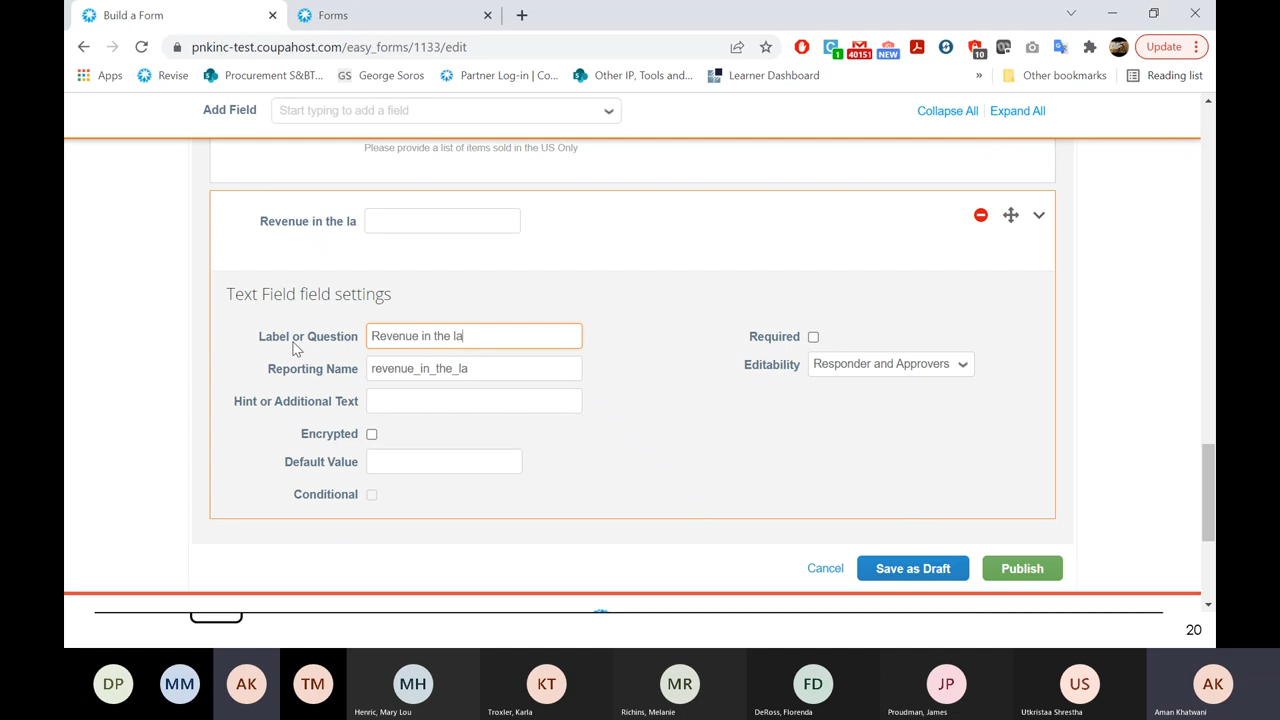 Build a Form
Forms
pnkinc-test.coupahost.com/easy_forms/1133/edit
1
40151
NEW
10
Update
Apps
Revise
Procurement S&BT...
GS
George Soros
Partner Log-in | Co...
Other IP, Tools and...
Learner Dashboard
»
Other bookmarks
Reading list
Add Field
Start typing to add a field
Collapse All
Expand All
Please provide a list of items sold in the US Only
Revenue in the la
Text Field field settings
Label or Question
Revenue in the la
Required
Reporting Name
revenue_in_the_la
Editability
Responder and Approvers
Hint or Additional Text
Encrypted
Default Value
Conditional
Cancel
Save as Draft
Publish
20
DP
MM
AK
TM
MH
KT
MR
FD
JP
US
AK
Henric, Mary Lou
Troxler, Karla
Richins, Melanie
DeRoss, Florenda
Proudman, James
Utkristaa Shrestha
Aman Khatwani